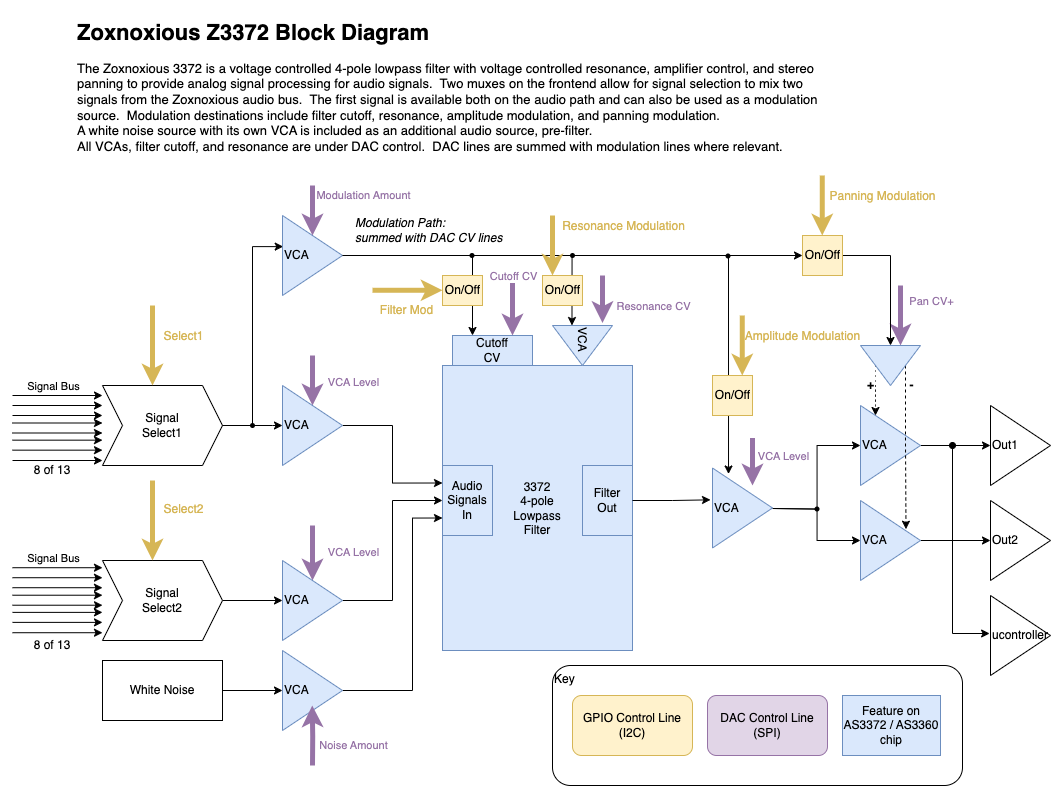 Zoxnoxious Z3372 Block Diagram
The Zoxnoxious 3372 is a voltage controlled 4-pole lowpass filter with voltage controlled resonance, amplifier control, and stereo
panning to provide analog signal processing for audio signals.  Two muxes on the frontend allow for signal selection to mix two
signals from the Zoxnoxious audio bus.  The first signal is available both on the audio path and can also be used as a modulation
source.  Modulation destinations include filter cutoff, resonance, amplitude modulation, and panning modulation.
A white noise source with its own VCA is included as an additional audio source, pre-filter.
All VCAs, filter cutoff, and resonance are under DAC control.  DAC lines are summed with modulation lines where relevant.
Modulation Amount
Panning Modulation
Modulation Path:
summed with DAC CV lines
Resonance Modulation
VCA
On/Off
Cutoff CV
On/Off
On/Off
Filter Mod
Resonance CV
Pan CV+
Select1
Amplitude Modulation
Cutoff
CV
VCA
VCA Level
Signal Bus
+
-
On/Off
Signal
Select1
VCA
VCA
Out1
8 of 13
VCA Level
Audio
Signals
In
3372
4-pole
Lowpass
Filter
Filter
Out
Select2
VCA
VCA
Out2
Signal Bus
VCA Level
Signal
Select2
VCA
8 of 13
ucontroller
White Noise
VCA
Noise Amount
Key
GPIO Control Line
(I2C)
DAC Control Line
(SPI)
Feature on
AS3372 / AS3360
chip